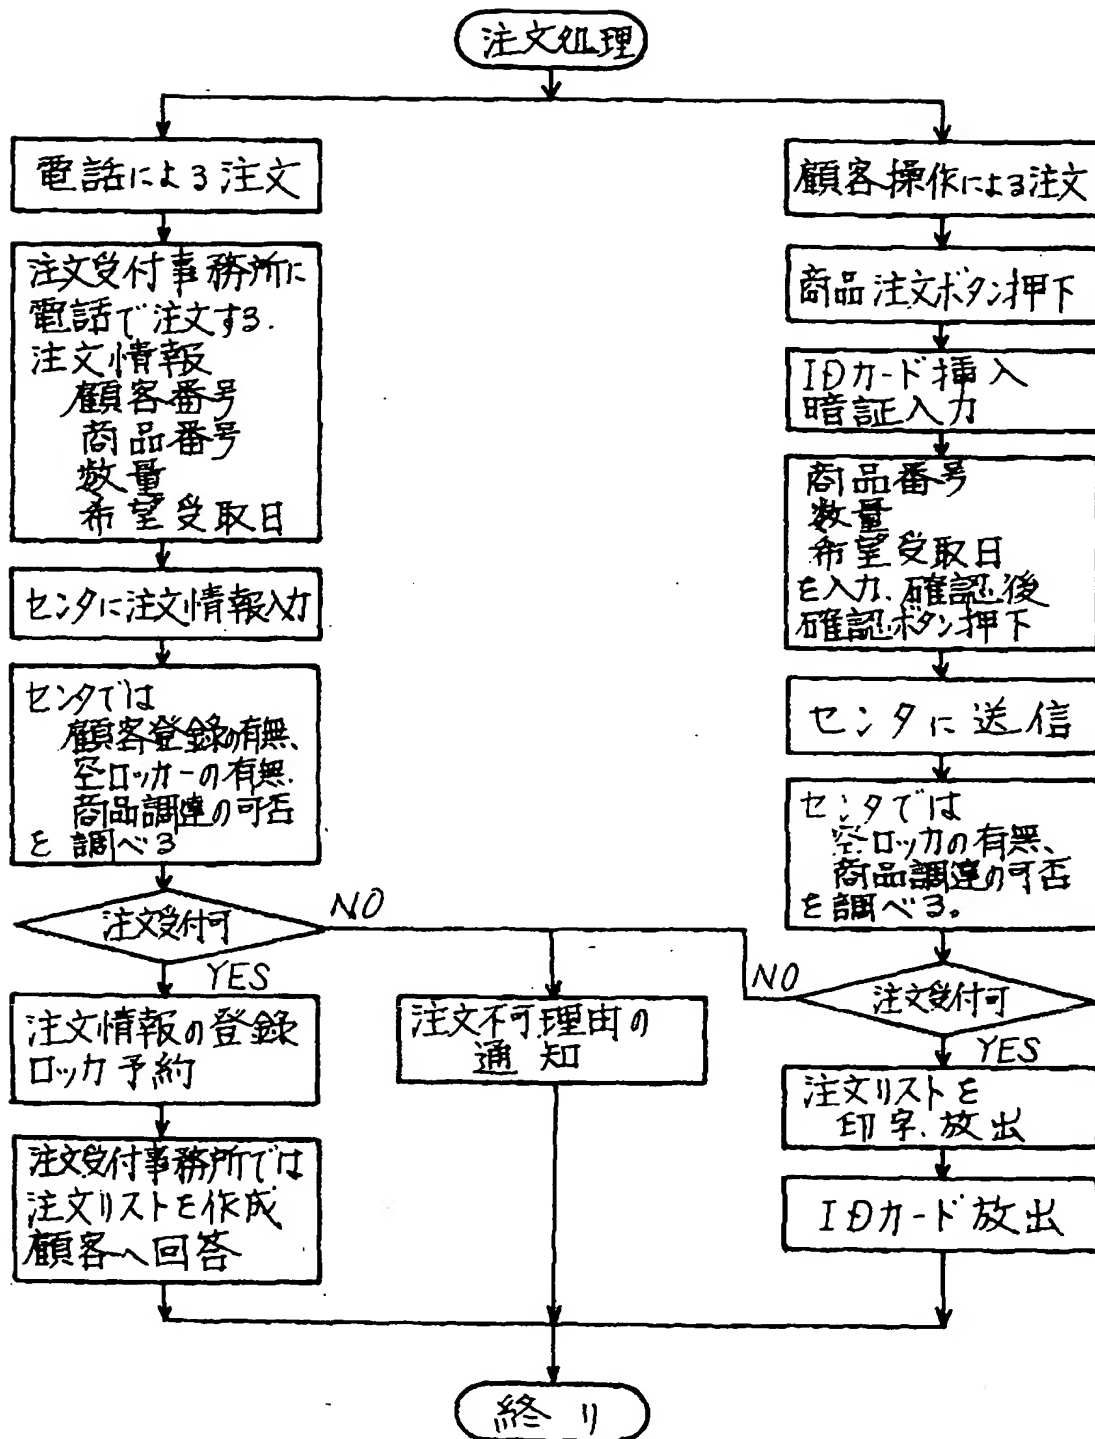 注文処理
電話による注文
注文受付事務所に
電話で注文する.
注文情報
顧客番号
商品番号
数量
希望受取日
センタに注文情報入力
センタでは
顧客登録の有無、
空ロッカーの有無.
商品調達の可否
を調べる
注文受付可
NO
YES
注文情報の登録
ロッカ予約
注文受付事務所では
注文リストを作成
顧客へ回答
注文不可理由の
通知
顧客操作による注文
商品注文ボタン押下
IDカード挿入
暗証入力
商品番号
数量
希望受取日
を入力、確認後
確認ボタン押下
センタに送信
センタでは
空ロッカの有無、
商品調達の可否
を調べる。
注文受付可
NO
YES
注文リストを
印字、放出
IDカード放出
終り